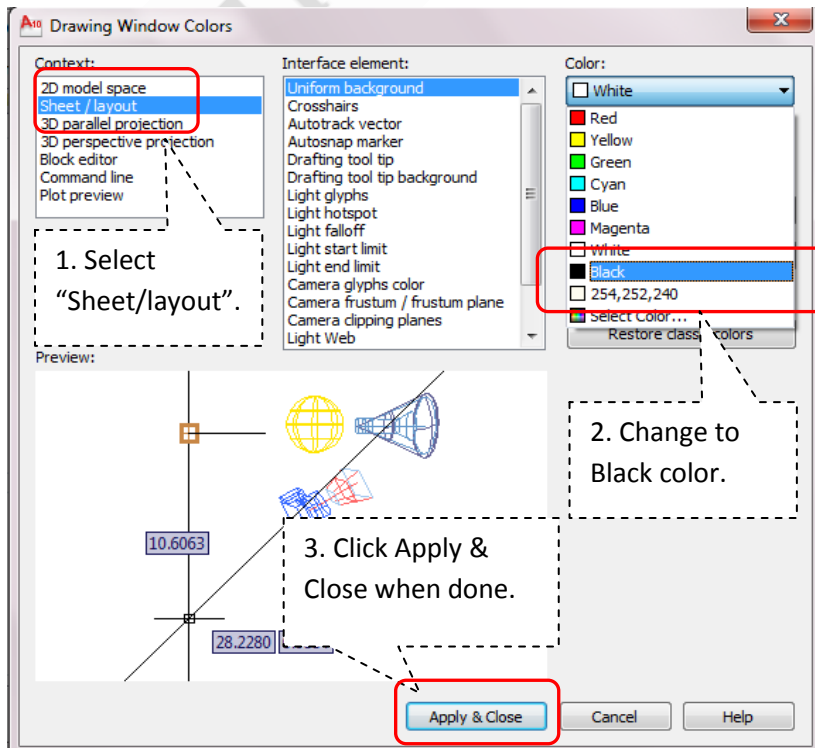 A10 Drawing Window Colors
Context:
2D model space
Sheet / layout
3D parallel projection
3D perspective projection
Block editor
Command line
Plot preview
Interface element:
Uniform background
Crosshairs
Autotrack vector
Autosnap marker
Drafting tool tip
Drafting tool tip background
Light glyphs
Light hotspot
Light falloff
Light start limit
Light end limit
Camera glyphs color
Camera frustum / frustum plane
Camera clipping planes
Light Web
Color:
White
Red
Yellow
Green
Cyan
Blue
Magenta
White
Black
254,252,240
Select Color...
Restore classic colors
1. Select
“Sheet/layout”.
2. Change to
Black color.
Preview:
10.6063
28.2280
3. Click Apply &
Close when done.
Apply & Close
Cancel
Help